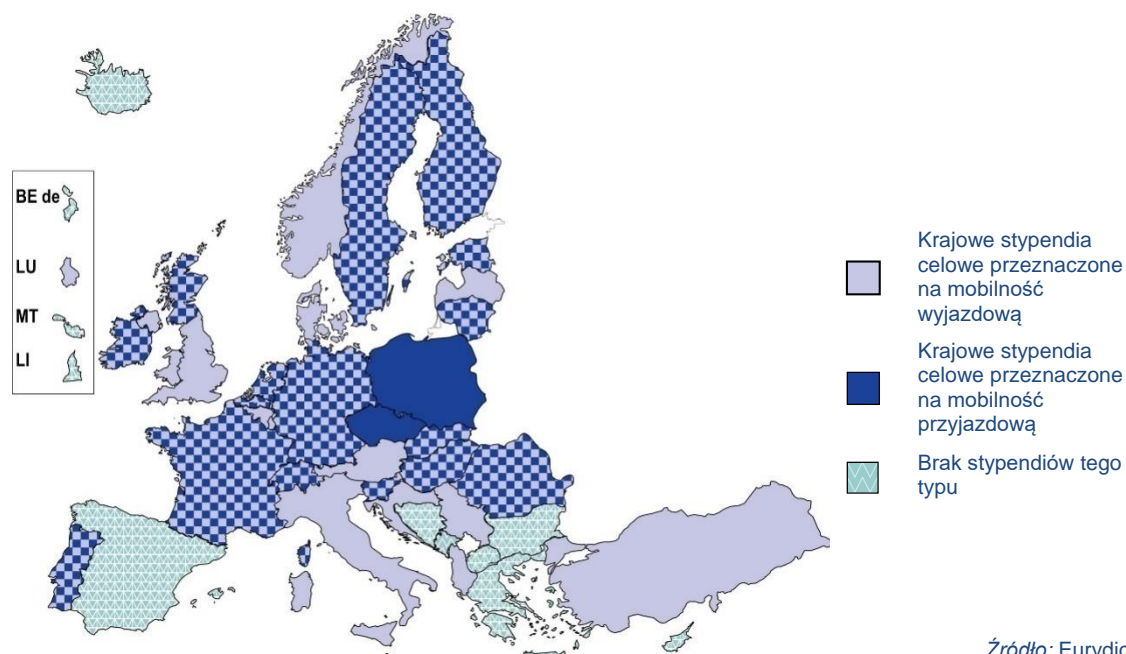 BE de
LU
MT
LI
Krajowe stypendia
celowe przeznaczone
na mobilność
wyjazdową
Krajowe stypendia
celowe przeznaczone
na mobilność
przyjazdową
Brak stypendiów tego
typu
Źródło: Eurydic